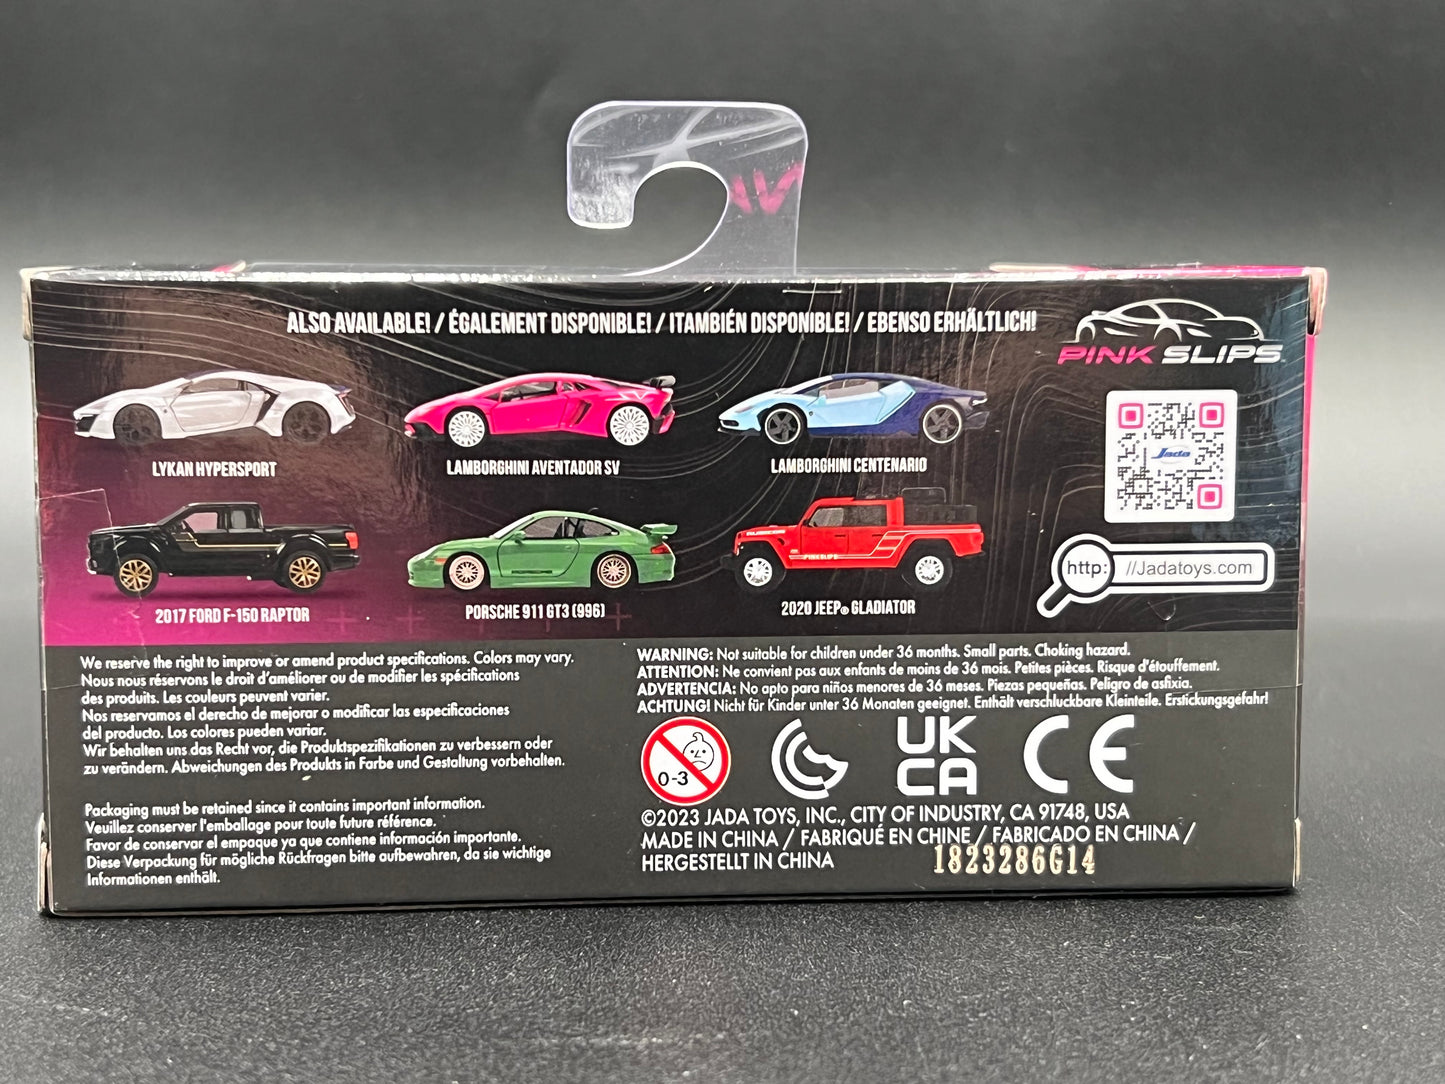 ALSO AVAILABLE! / ÉGALEMENT DISPONIBLE! / ITAMBIÉN DISPONIBLE! / EBENSO ERHÄLTLICH!
PINK SLIPS
LYKAN HYPERSPORT
LAMBORGHINI AVENTADOR SV
LAMBORGHINI CENTENARIO
Jada
2017 FORD F-150 RAPTOR
PORSCHE 911 GT3 (996)
PINK SLIPS
2020 JEEP® GLADIATOR
http: //Jadatoys.com
We reserve the right to improve or amend product specifications. Colors may vary.
Nous nous réservons le droit d'améliorer ou de modifier les spécifications
des produits. Les couleurs peuvent varier.
Nos reservamos el derecho de mejorar o modificar las especificaciones
del producto. Los colores pueden variar.
Wir behalten uns das Recht vor, die Produktspezifikationen zu verbessern oder
zu verändern. Abweichungen des Produkts in Farbe und Gestaltung vorbehalten.
Packaging must be retained since it contains important information.
Veuillez conserver l'emballage pour toute future référence.
Favor de conservar el empaque ya que contiene información importante.
Diese Verpackung für mögliche Rückfragen bitte aufbewahren, da sie wichtige
Informationen enthält.
WARNING: Not suitable for children under 36 months. Small parts. Choking hazard.
ATTENTION: Ne convient pas aux enfants de moins de 36 mois. Petites pièces. Risque d'étouffement.
ADVERTENCIA: No apto para niños menores de 36 meses. Piezas pequeñas. Peligro de asfixia.
ACHTUNG! Nicht für Kinder unter 36 Monaten geeignet. Enthält verschluckbare Kleinteile. Erstickungsgefahr!
0-3
UK
CA
CE
©2023 JADA TOYS, INC., CITY OF INDUSTRY, CA 91748, USA
MADE IN CHINA / FABRIQUÉ EN CHINE / FABRICADO EN CHINA /
HERGESTELLT IN CHINA
1823286G14